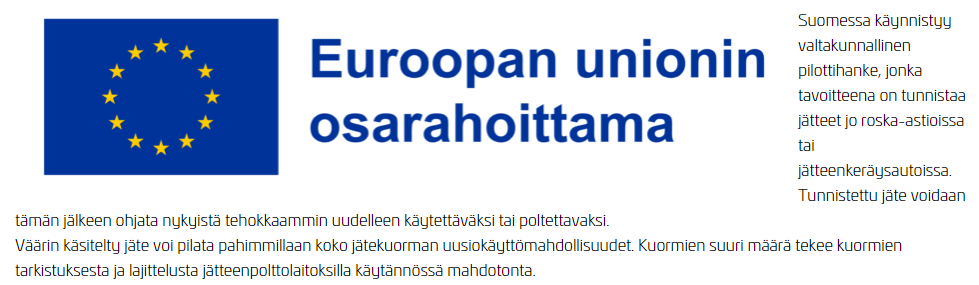 Euroopan unionin
osarahoittama
Suomessa käynnistyy
valtakunnallinen
pilottihanke, jonka
tavoitteena on tunnistaa
jätteet jo roska-astioissa
tai
jätteenkeräysautoissa.
Tunnistettu jäte voidaan
tämän jälkeen ohjata nykyistä tehokkaammin uudelleen käytettäväksi tai poltettavaksi.
Väärin käsitelty jäte voi pilata pahimmillaan koko jätekuorman uusiokäyttömahdollisuudet. Kuormien suuri määrä tekee kuormien
tarkistuksesta ja lajittelusta jätteenpolttolaitoksilla käytännössä mahdotonta.